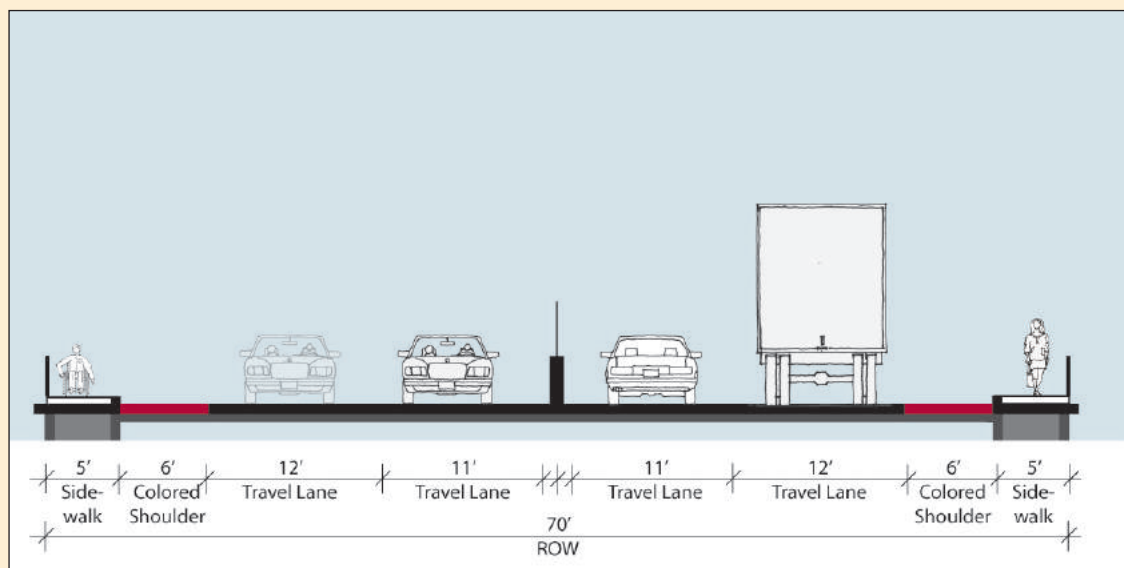 5' 6' 12' 11' 11' 12' 6' 5'
Side- Colored Travel Lane Travel Lane Travel Lane Travel Lane Colored Side-
walk Shoulder Shoulder walk
70'
ROW